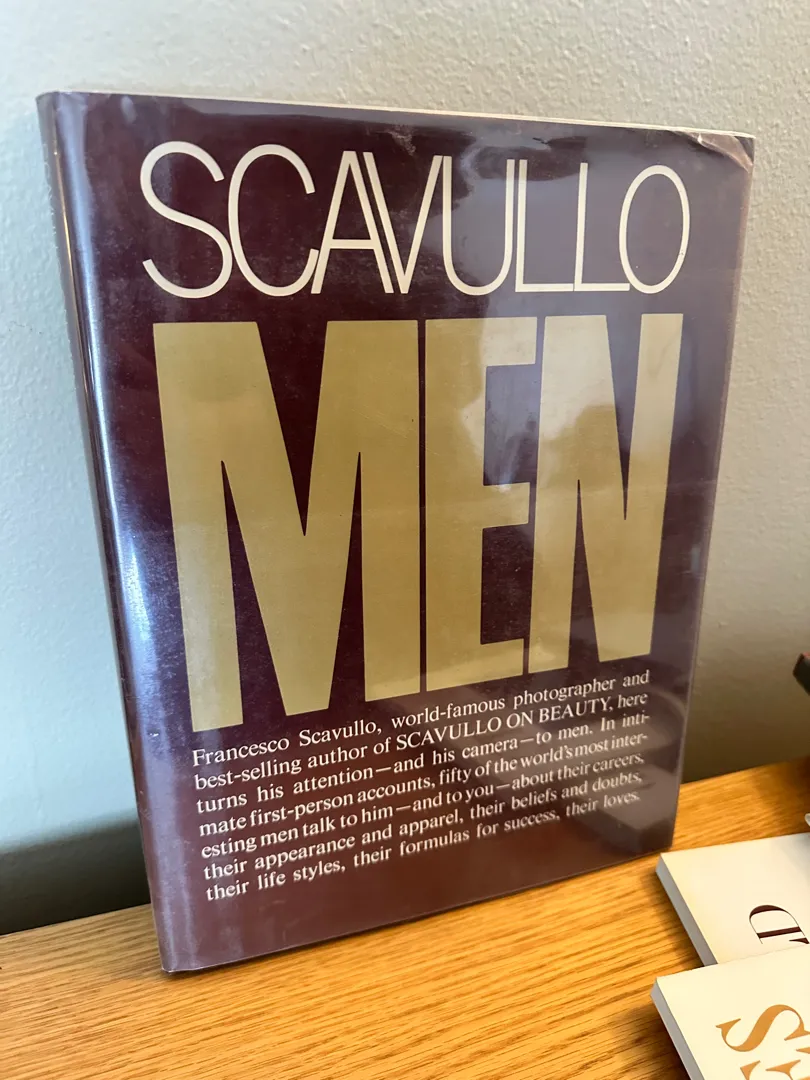 SCAVULLO
MEN
Francesco Scavullo, world-famous photographer and
best-selling author of SCAVULLO ON BEAUTY, here
turns his attention—and his camera—to men. In inti-
mate first-person accounts, fifty of the world's most inter-
esting men talk to him—and to you—about their careers,
their appearance and apparel, their beliefs and doubts,
their life styles, their formulas for success, their loves.